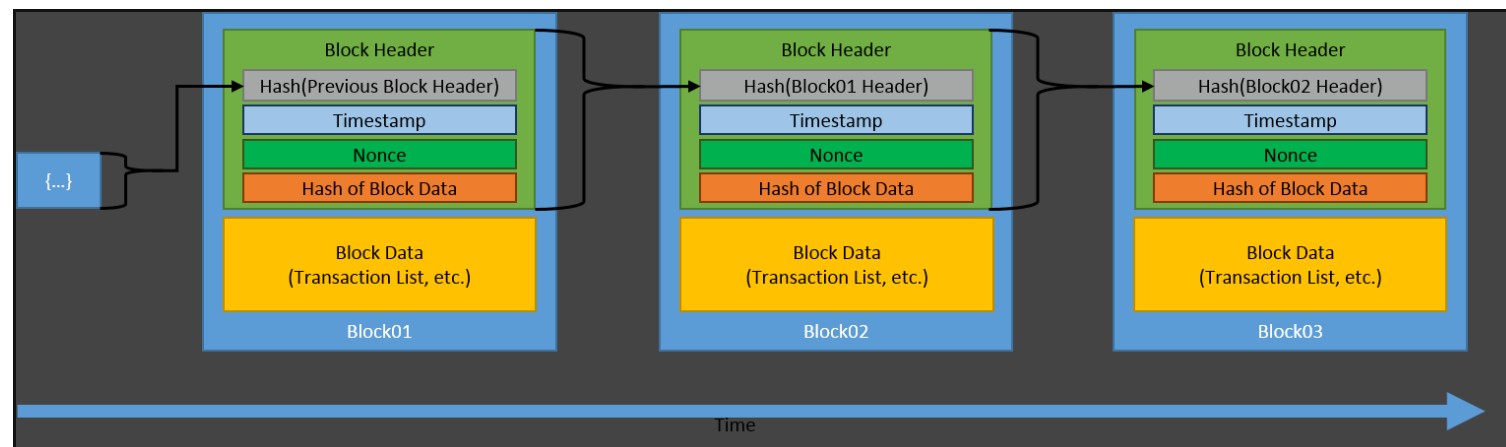 {...}
Block Header
Hash(Previous Block Header)
Timestamp
Nonce
Hash of Block Data
Block Data
(Transaction List, etc.)
Block01
Block Header
Hash(Block01 Header)
Timestamp
Nonce
Hash of Block Data
Block Data
(Transaction List, etc.)
Block02
Block Header
Hash(Block02 Header)
Timestamp
Nonce
Hash of Block Data
Block Data
(Transaction List, etc.)
Block03
Time